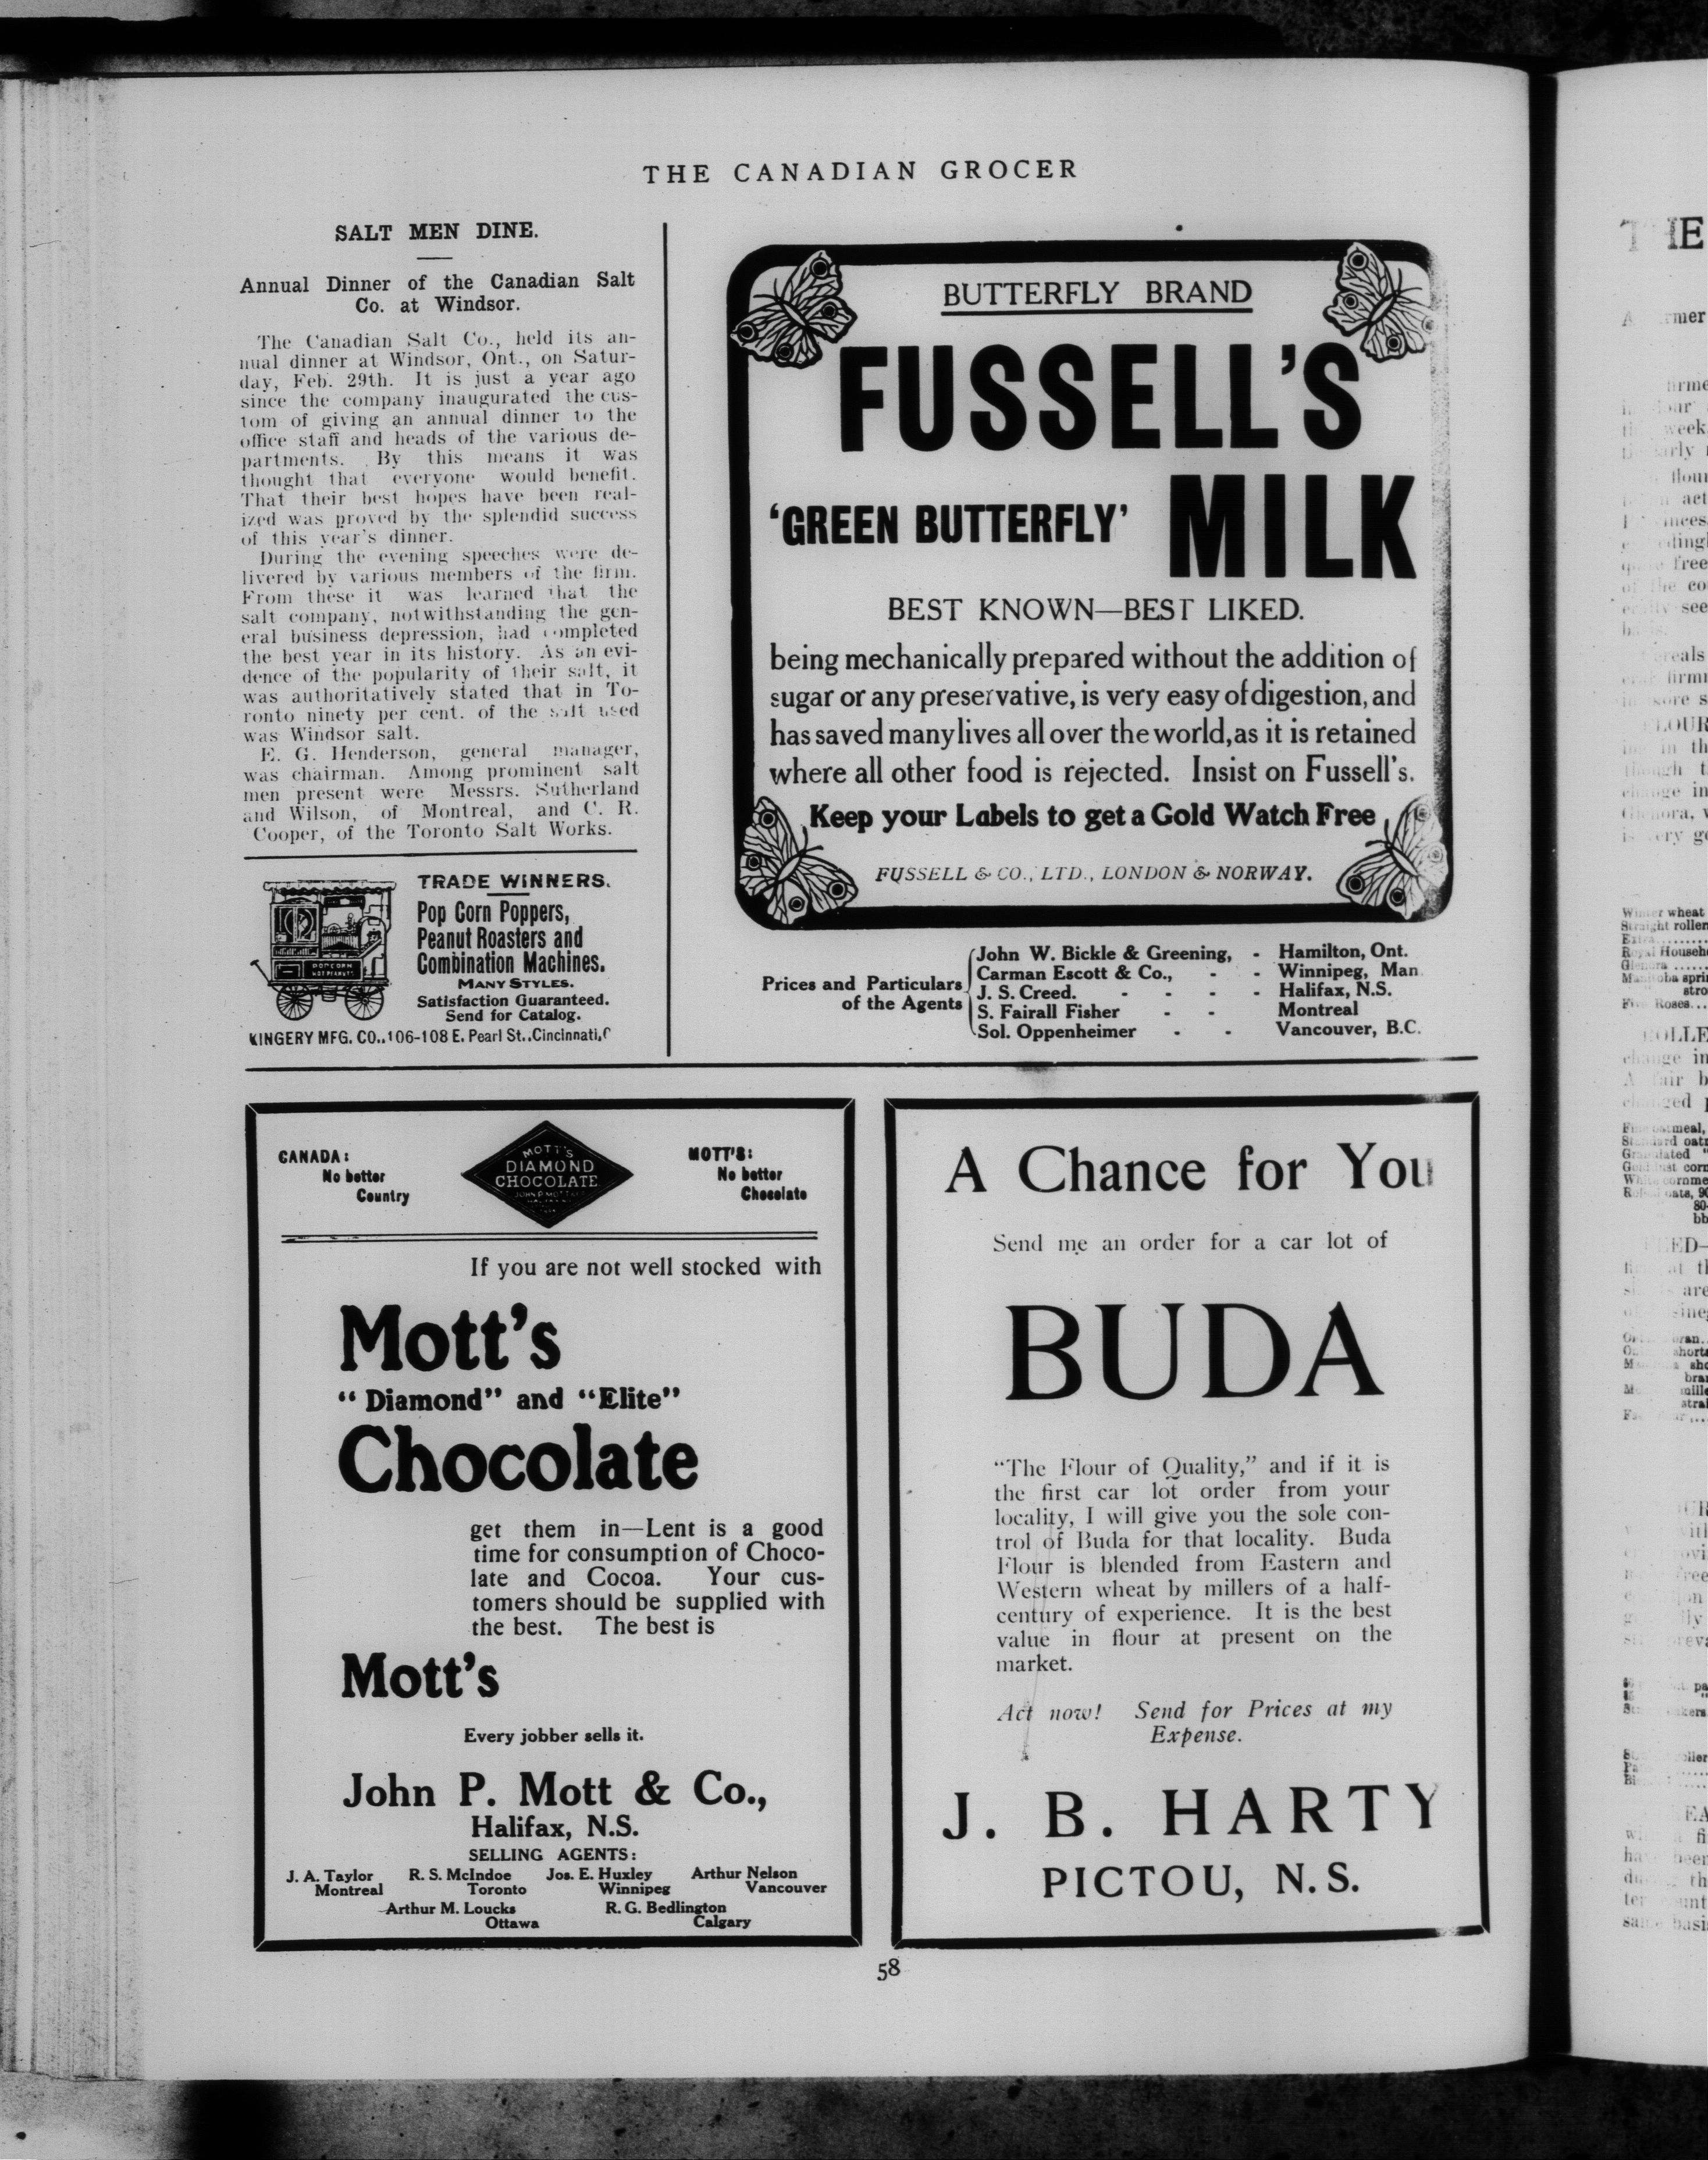 THE CANADIAN GROCER
SALT MEN DINE.
Annual Dinner of the Canadian Salt
Co. at Windsor.
The Canadian Salt Co., held its an-
nual dinner at Windsor, Ont., on Satur-
day, Feb. 29th. It is just a year ago
since the company inaugurated the cus-
tom of giving an annual dinner to the
office staff and heads of the various de-
partments. By this means it was
thought that everyone would benefit.
That their best hopes have been real-
ized was proved by the splendid success
of this year's dinner.
During the evening speeches were de-
livered by various members of the firm.
From these it was learned that the
salt company, notwithstanding the gen-
eral business depression, had completed
the best year in its history. As an evi-
dence of the popularity of their salt, it
was authoritatively stated that in To-
ronto ninety per cent. of the salt used
was Windsor salt.
E. G. Henderson, general manager,
was chairman. Among prominent salt
men present were Messrs. Sutherland
and Wilson, of Montreal, and C. R.
Cooper, of the Toronto Salt Works.
TRADE WINNERS.
Pop Corn Poppers,
Peanut Roasters and
Combination Machines.
MANY STYLES.
Satisfaction Guaranteed.
Send for Catalog.
KINGERY MFG. CO., 106-108 E. Pearl St., Cincinnati,
POPCORN
HOT PEANUTS
BUTTERFLY BRAND
FUSSELL'S
'GREEN BUTTERFLY' MILK
BEST KNOWN—BEST LIKED.
being mechanically prepared without the addition of
sugar or any preservative, is very easy of digestion, and
has saved many lives all over the world, as it is retained
where all other food is rejected. Insist on Fussell's.
Keep your Labels to get a Gold Watch Free
FUSSELL & CO., LTD., LONDON & NORWAY.
Prices and Particulars
of the Agents
John W. Bickle & Greening, - Hamilton, Ont.
Carman Escott & Co., - - Winnipeg, Man
J. S. Creed. - - - - Halifax, N.S.
S. Fairall Fisher - - Montreal
Sol. Oppenheimer - - Vancouver, B.C.
CANADA:
No better
Country
MOTT'S
DIAMOND
CHOCOLATE
MOTT'S:
No better
Chocolate
If you are not well stocked with
Mott's
"Diamond" and "Elite"
Chocolate
get them in—Lent is a good
time for consumption of Choco-
late and Cocoa. Your cus-
tomers should be supplied with
the best. The best is
Mott's
Every jobber sells it.
John P. Mott & Co.,
Halifax, N.S.
SELLING AGENTS:
J. A. Taylor R. S. McIndoe Jos. E. Huxley Arthur Nelson
Montreal Toronto Winnipeg Vancouver
Arthur M. Loucks R. G. Bedlington
Ottawa Calgary
A Chance for You
Send me an order for a car lot of
BUDA
"The Flour of Quality," and if it is
the first car lot order from your
locality, I will give you the sole con-
trol of Buda for that locality. Buda
Flour is blended from Eastern and
Western wheat by millers of a half-
century of experience. It is the best
value in flour at present on the
market.
Act now! Send for Prices at my
Expense.
J. B. HARTY
PICTOU, N.S.
58